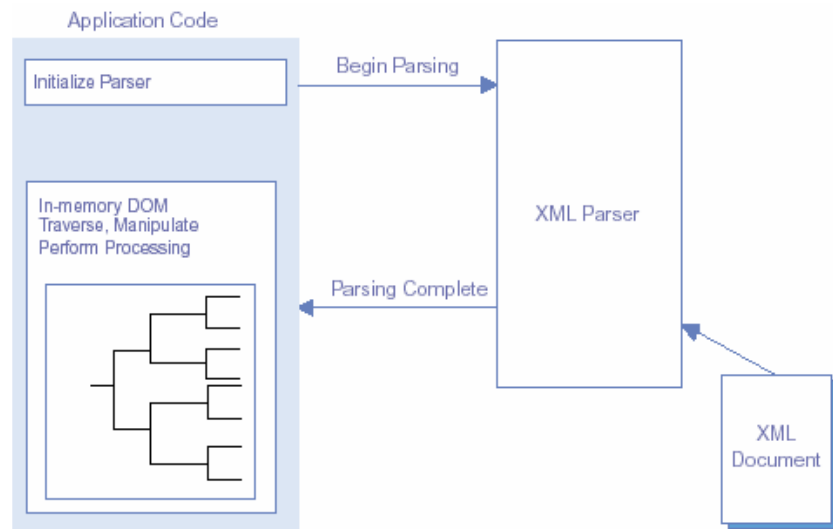 Application Code
Initialize Parser
Begin Parsing
In-memory DOM
Traverse, Manipulate
Perform Processing
XML Parser
Parsing Complete
XML
Document